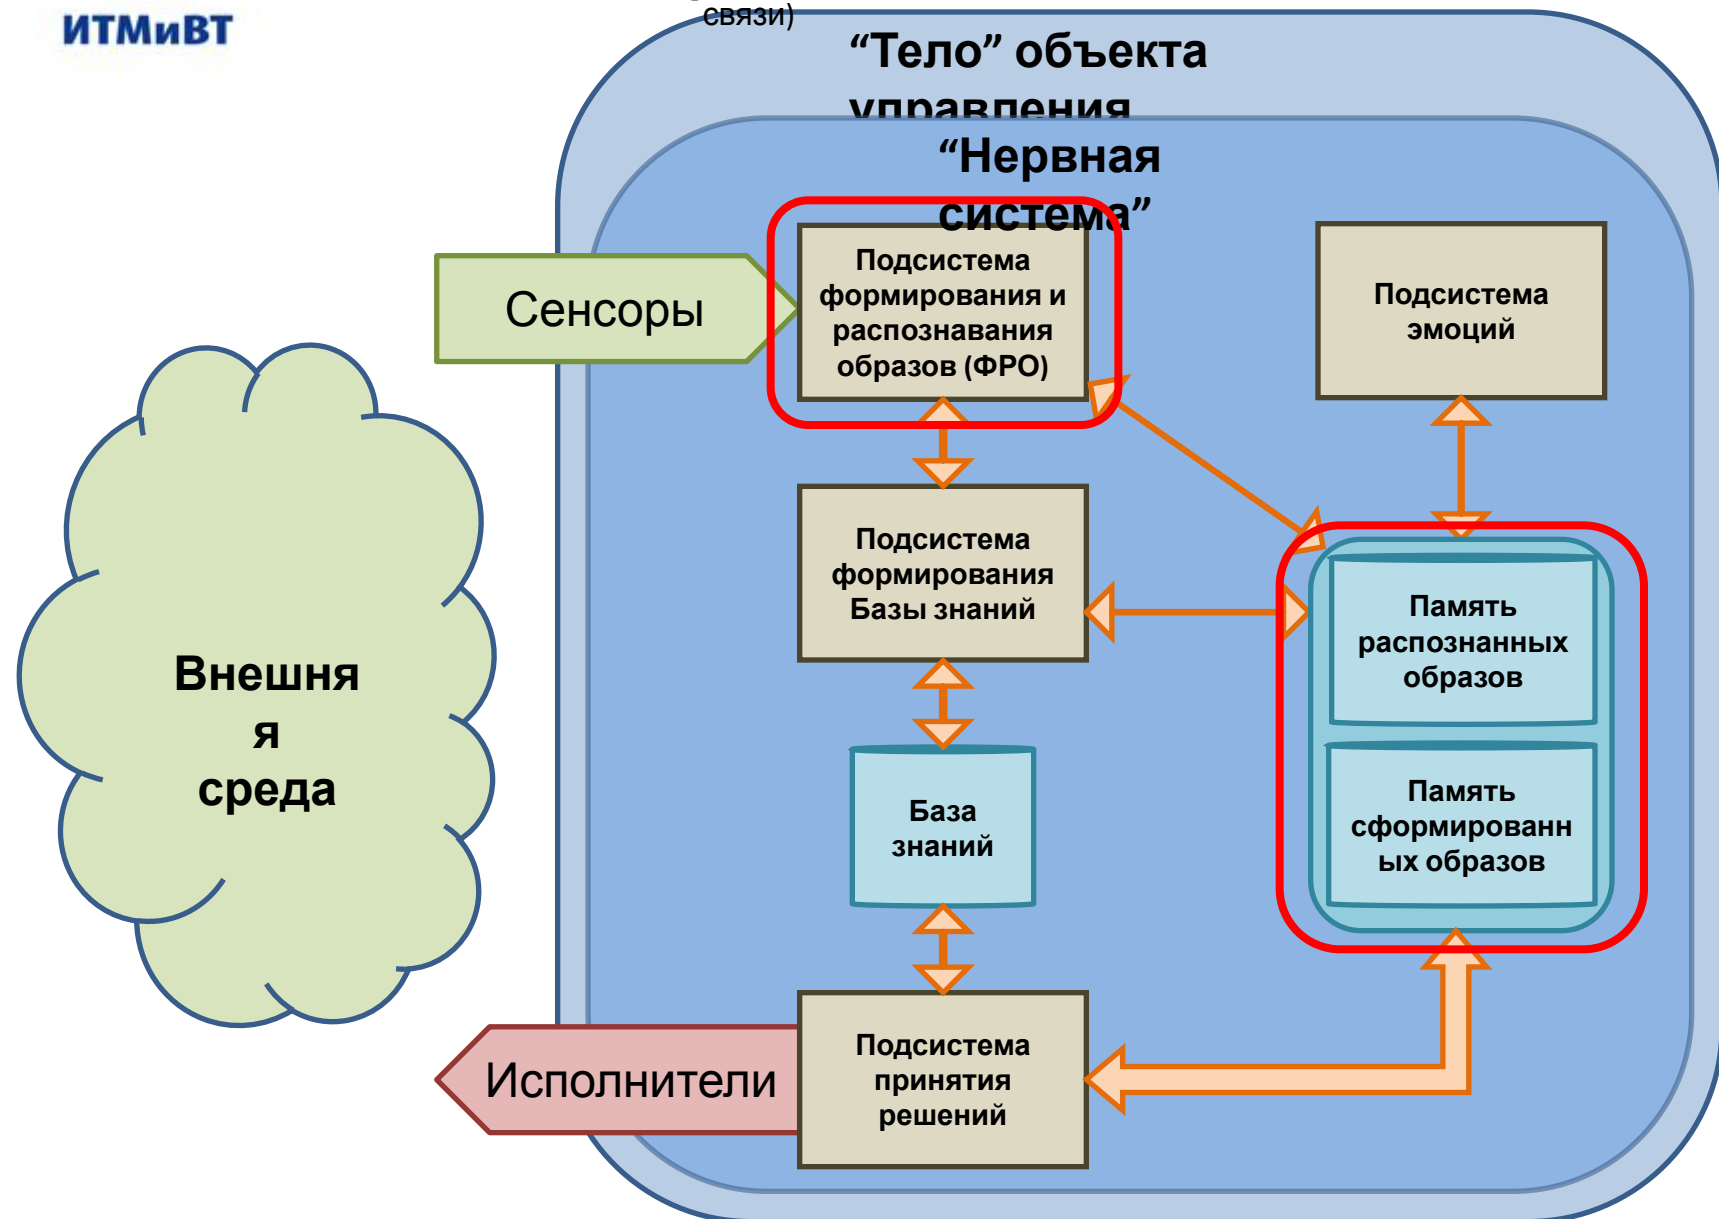 ИТМиВТ
связи)
“Тело” объекта
управления
“Нервная
система”
Сенсоры
Подсистема
формирования и
распознавания
образов (ФРО)
Подсистема
эмоций
Подсистема
формирования
Базы знаний
Память
распознанных
образов
Внешня
я
среда
База
знаний
Память
сформированн
ых образов
Исполнители
Подсистема
принятия
решений